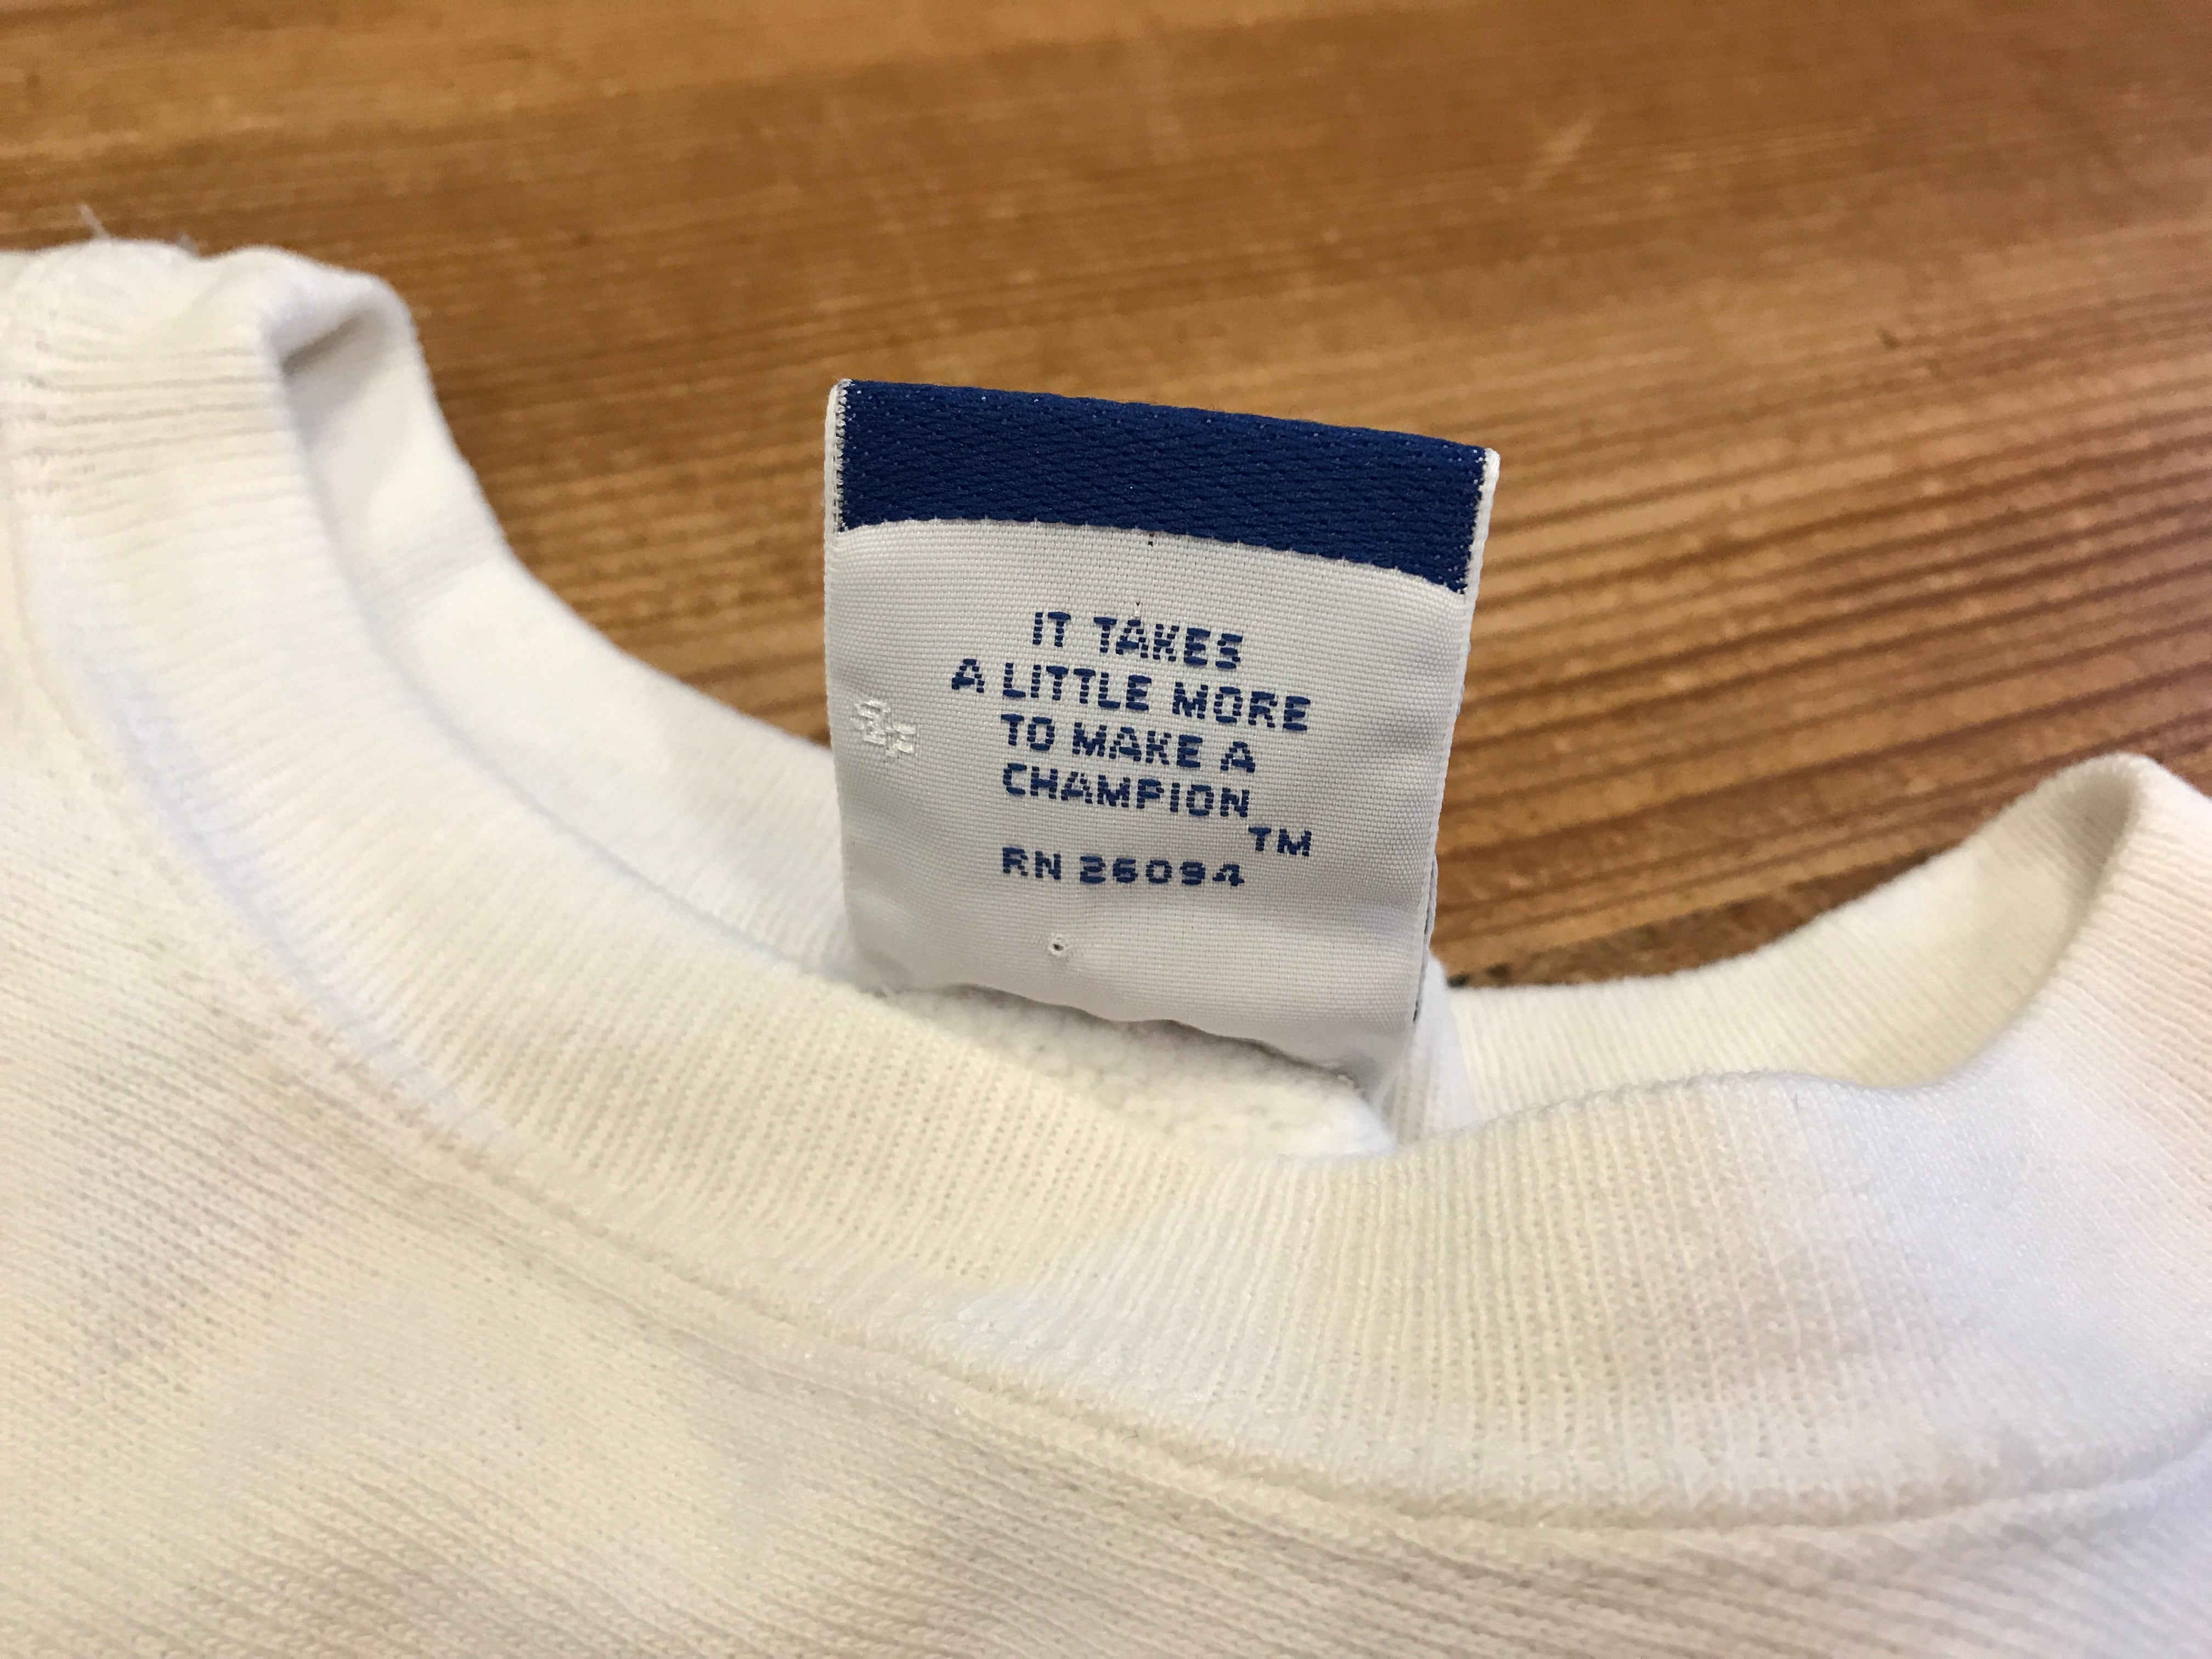 IT TAKES
A LITTLE MORE
TO MAKE A
CHAMPION
TM
RN 26094